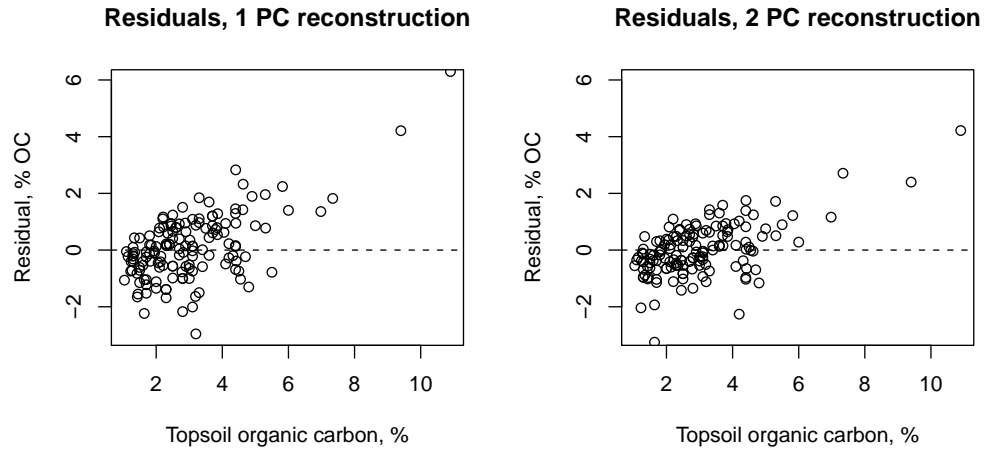 Residuals, 1 PC reconstruction
Residual, % OC
6
4
2
0
−2
2 4 6 8 10
Topsoil organic carbon, %
Residuals, 2 PC reconstruction
Residual, % OC
6
4
2
0
−2
2 4 6 8 10
Topsoil organic carbon, %